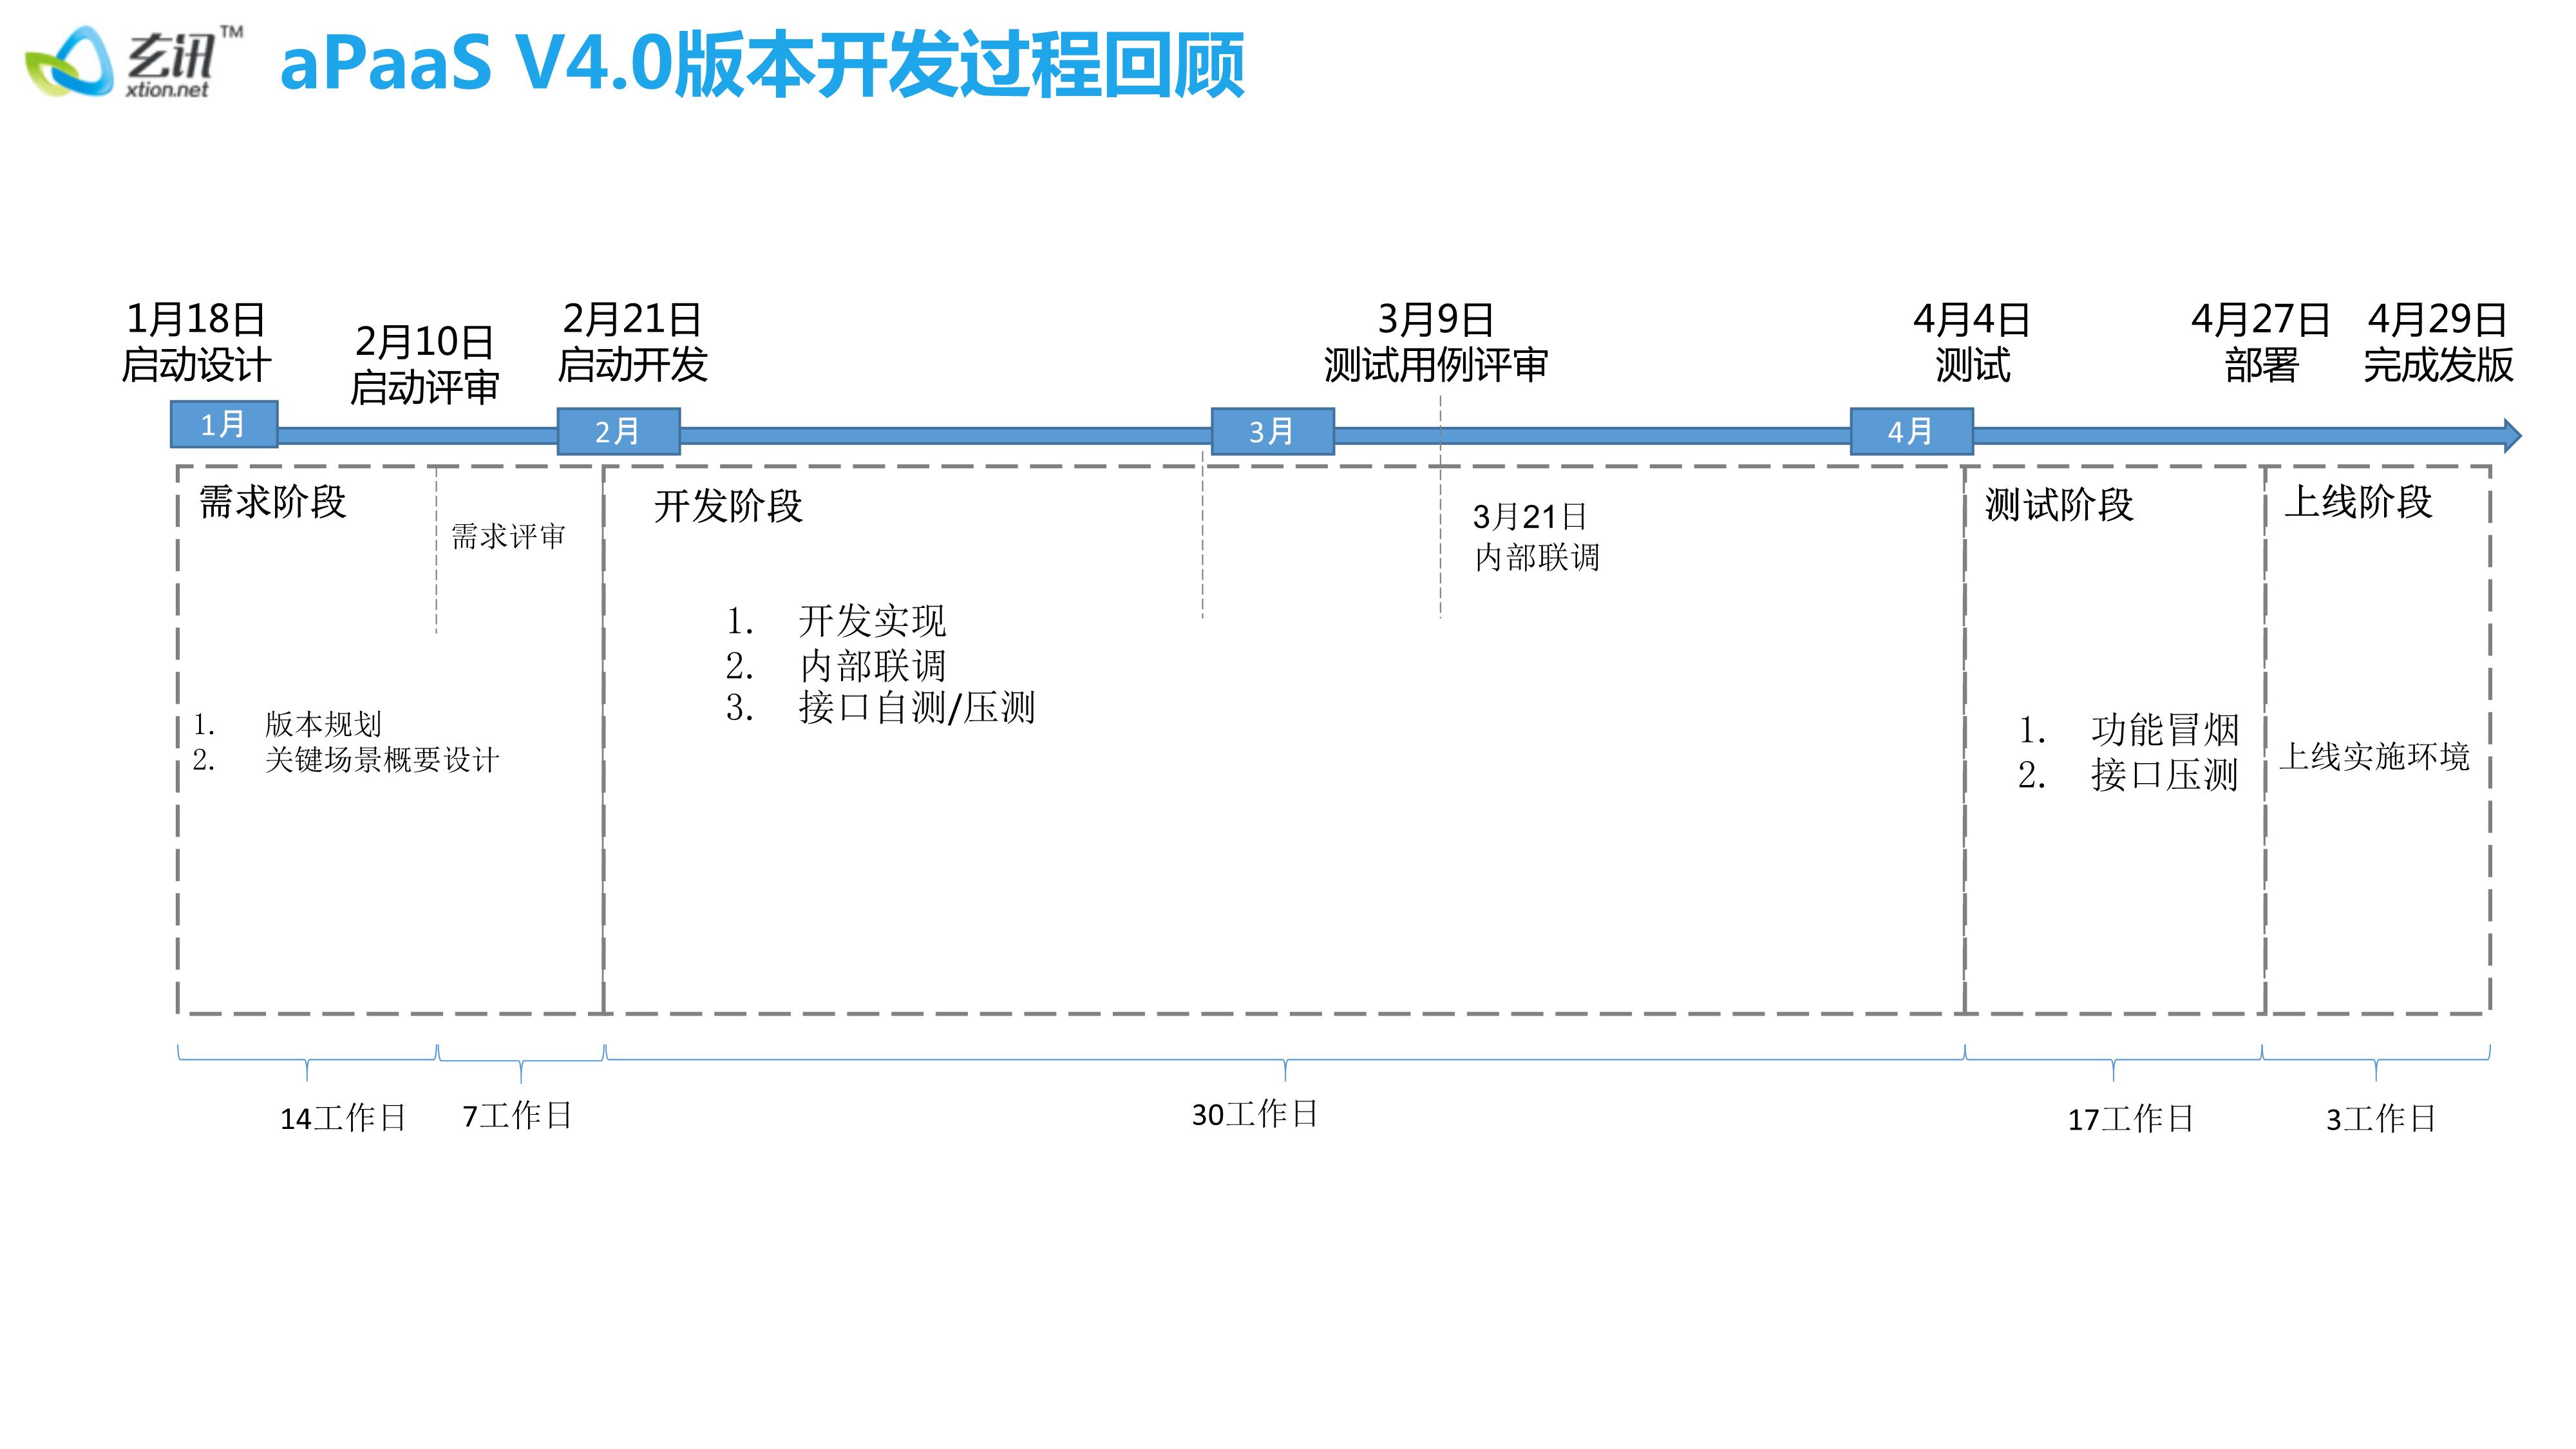 玄讯™
xtion.net
aPaaS V4.0版本开发过程回顾
1月18日
启动设计
2月10日
启动评审
2月21日
启动开发
3月9日
测试用例评审
4月4日
测试
4月27日
部署
4月29日
完成发版
1月
2月
3月
4月
需求阶段
需求评审
1. 版本规划
2. 关键场景概要设计
开发阶段
1. 开发实现
2. 内部联调
3. 接口自测/压测
3月21日
内部联调
测试阶段
1. 功能冒烟
2. 接口压测
上线阶段
上线实施环境
14工作日
7工作日
30工作日
17工作日
3工作日